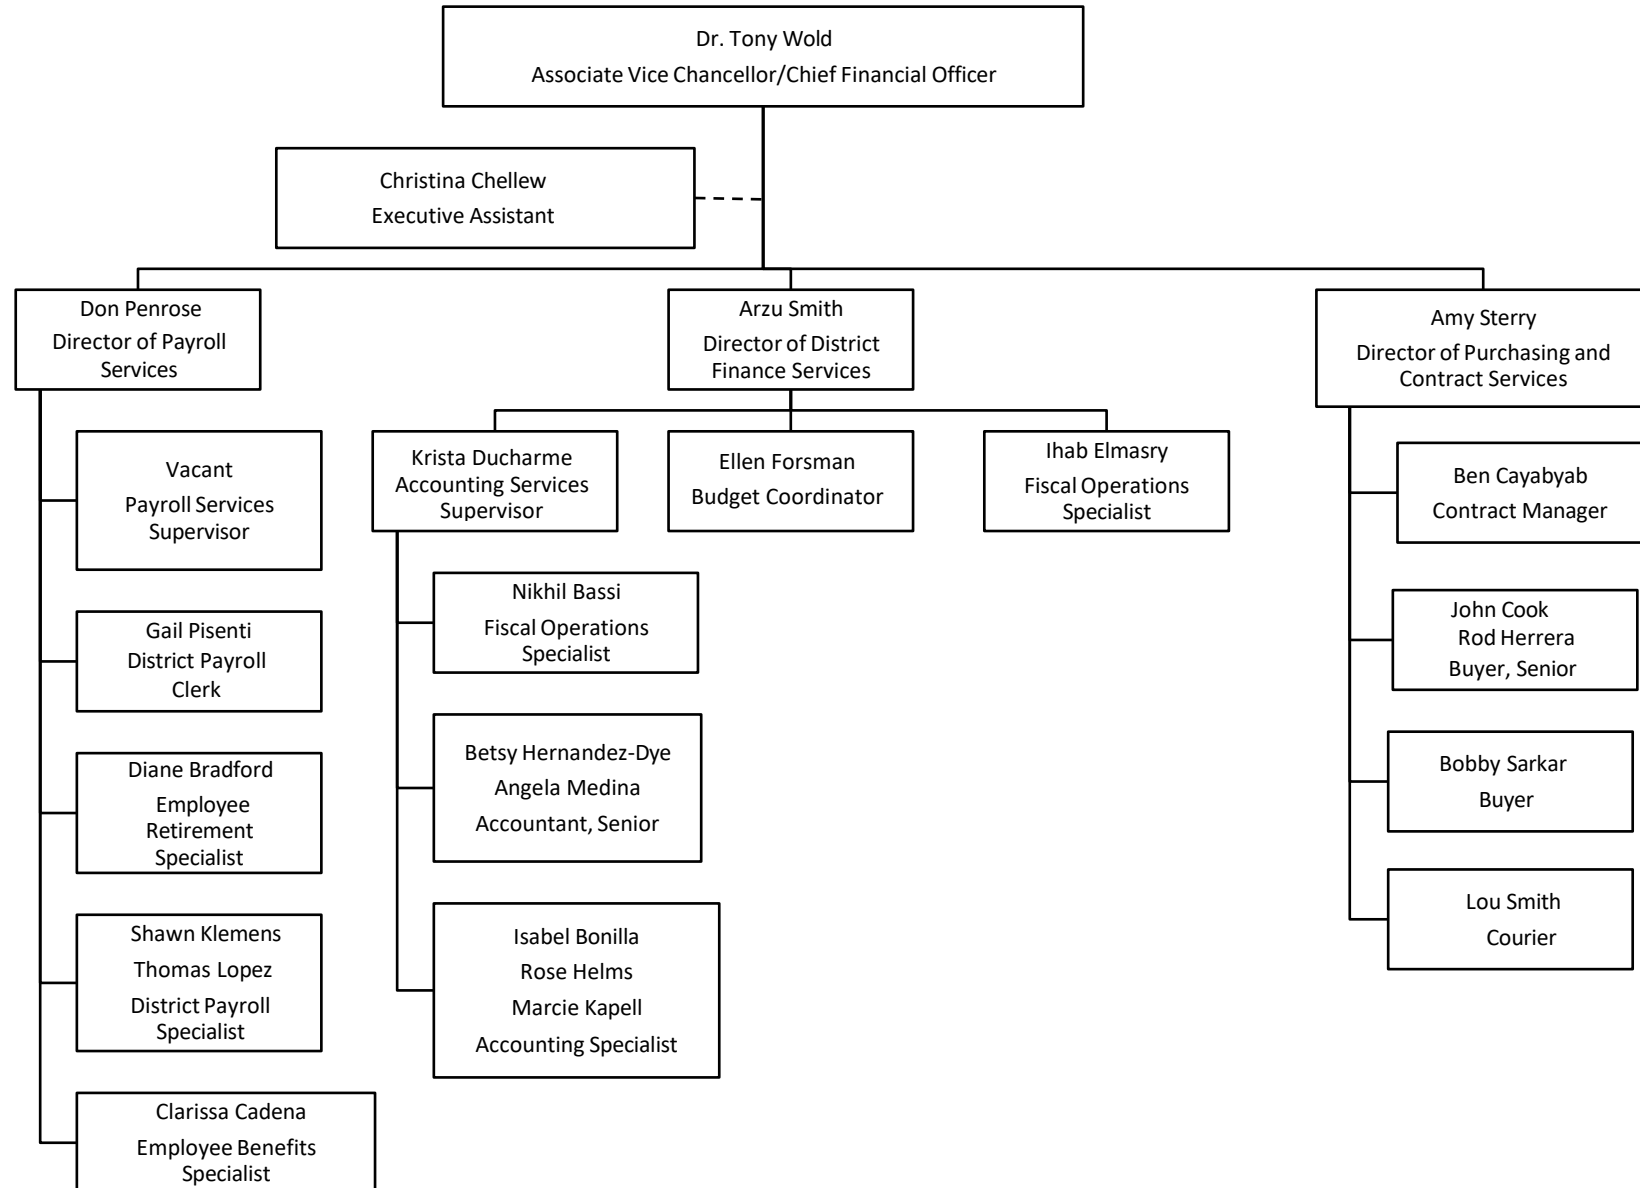 Dr. Tony Wold
Associate Vice Chancellor/Chief Financial Officer
Christina Chellew
Executive Assistant
Don Penrose
Director of Payroll
Services
Arzu Smith
Director of District
Finance Services
Amy Sterry
Director of Purchasing and
Contract Services
Vacant
Payroll Services
Supervisor
Gail Pisenti
District Payroll
Clerk
Diane Bradford
Employee
Retirement
Specialist
Shawn Klemens
Thomas Lopez
District Payroll
Specialist
Clarissa Cadena
Employee Benefits
Specialist
Krista Ducharme
Accounting Services
Supervisor
Ellen Forsman
Budget Coordinator
Ihab Elmasry
Fiscal Operations
Specialist
Nikhil Bassi
Fiscal Operations
Specialist
Betsy Hernandez-Dye
Angela Medina
Accountant, Senior
Isabel Bonilla
Rose Helms
Marcie Kapell
Accounting Specialist
Ben Cayabyab
Contract Manager
John Cook
Rod Herrera
Buyer, Senior
Bobby Sarkar
Buyer
Lou Smith
Courier